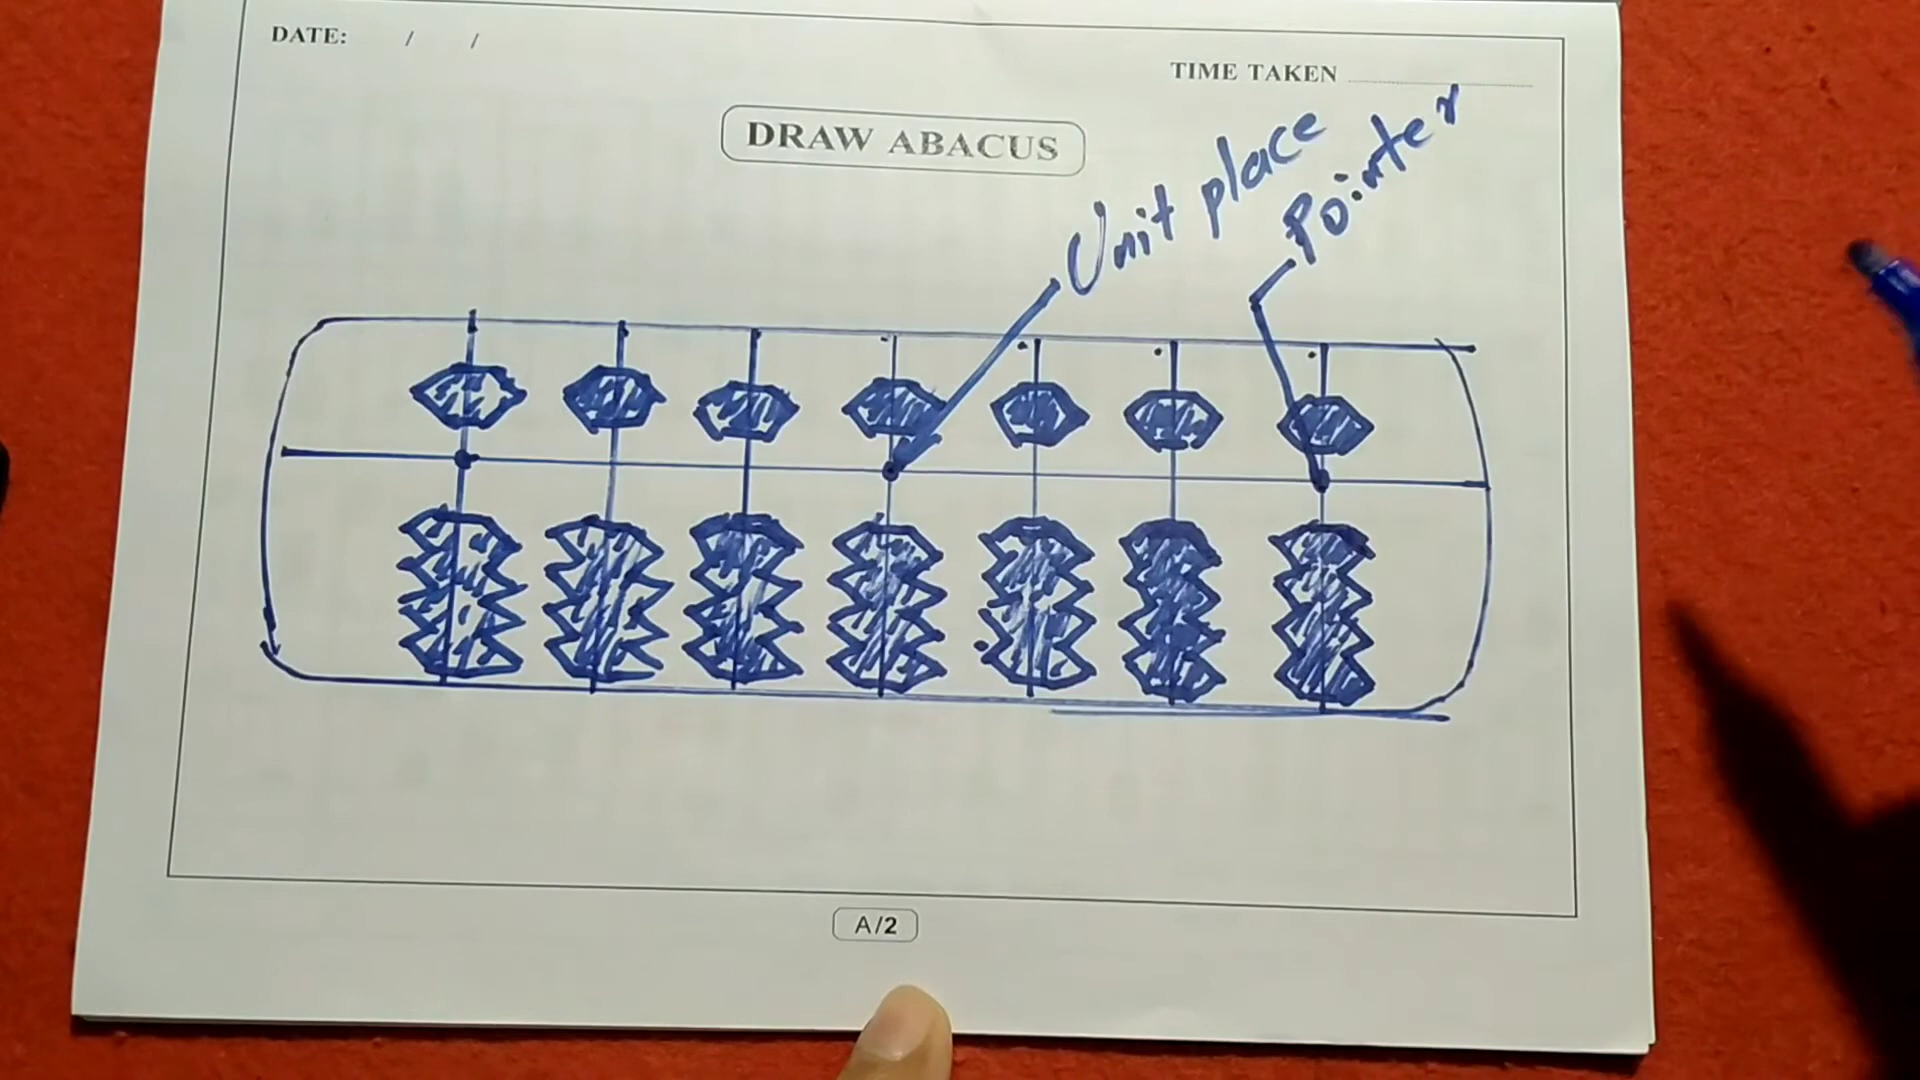 DATE: / /
TIME TAKEN
DRAW ABACUS
Unit place
Pointer
A/2